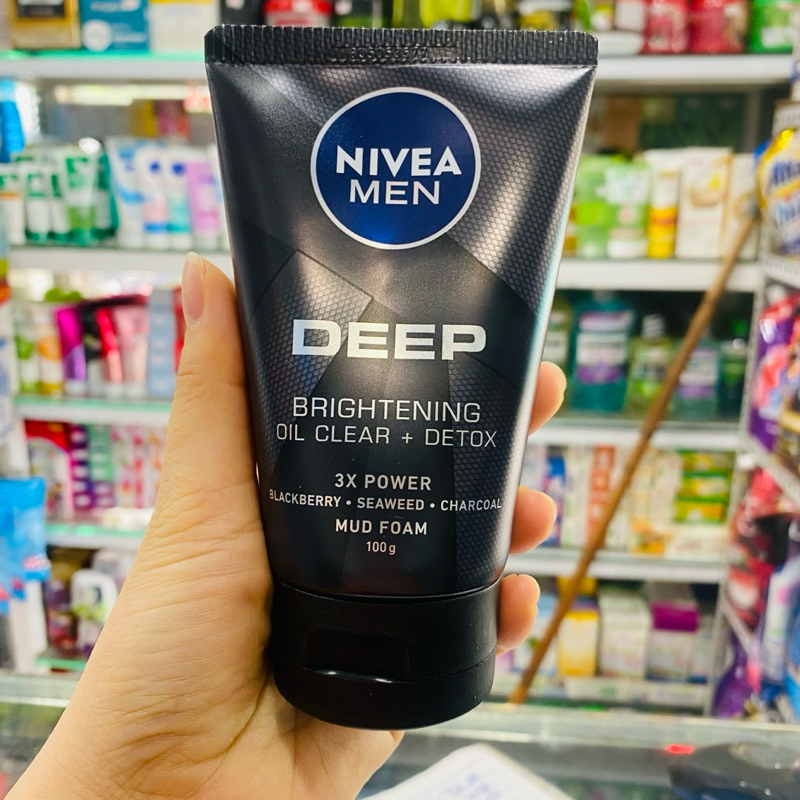 NIVEA
MEN
DEEP
BRIGHTENING
OIL CLEAR + DETOX
3X POWER
BLACKBERRY • SEAWEED • CHARCOAL
MUD FOAM
100g